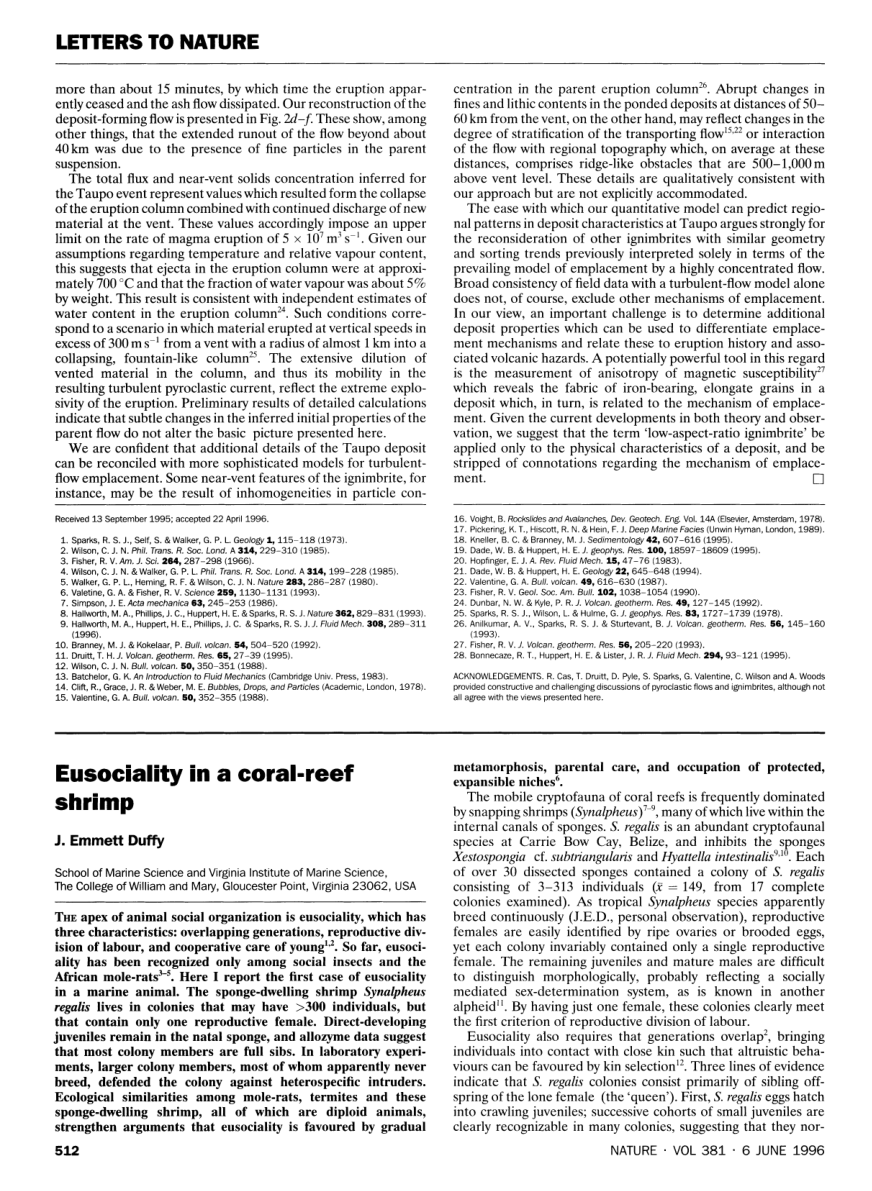 LETTERS TO NATURE
more than about 15 minutes, by which time the eruption appar-
ently ceased and the ash flow dissipated. Our reconstruction of the
deposit-forming flow is presented in Fig. 2d–f. These show, among
other things, that the extended runout of the flow beyond about
40 km was due to the presence of fine particles in the parent
suspension.
The total flux and near-vent solids concentration inferred for
the Taupo event represent values which resulted form the collapse
of the eruption column combined with continued discharge of new
material at the vent. These values accordingly impose an upper
limit on the rate of magma eruption of 5 × 10⁷ m³ s⁻¹. Given our
assumptions regarding temperature and relative vapour content,
this suggests that ejecta in the eruption column were at approxi-
mately 700 °C and that the fraction of water vapour was about 5%
by weight. This result is consistent with independent estimates of
water content in the eruption column²⁴. Such conditions corre-
spond to a scenario in which material erupted at vertical speeds in
excess of 300 m s⁻¹ from a vent with a radius of almost 1 km into a
collapsing, fountain-like column²⁵. The extensive dilution of
vented material in the column, and thus its mobility in the
resulting turbulent pyroclastic current, reflect the extreme explo-
sivity of the eruption. Preliminary results of detailed calculations
indicate that subtle changes in the inferred initial properties of the
parent flow do not alter the basic picture presented here.
We are confident that additional details of the Taupo deposit
can be reconciled with more sophisticated models for turbulent-
flow emplacement. Some near-vent features of the ignimbrite, for
instance, may be the result of inhomogeneities in particle con-
centration in the parent eruption column²⁶. Abrupt changes in
fines and lithic contents in the ponded deposits at distances of 50–
60 km from the vent, on the other hand, may reflect changes in the
degree of stratification of the transporting flow¹⁵,²² or interaction
of the flow with regional topography which, on average at these
distances, comprises ridge-like obstacles that are 500–1,000 m
above vent level. These details are qualitatively consistent with
our approach but are not explicitly accommodated.
The ease with which our quantitative model can predict regio-
nal patterns in deposit characteristics at Taupo argues strongly for
the reconsideration of other ignimbrites with similar geometry
and sorting trends previously interpreted solely in terms of the
prevailing model of emplacement by a highly concentrated flow.
Broad consistency of field data with a turbulent-flow model alone
does not, of course, exclude other mechanisms of emplacement.
In our view, an important challenge is to determine additional
deposit properties which can be used to differentiate emplace-
ment mechanisms and relate these to eruption history and asso-
ciated volcanic hazards. A potentially powerful tool in this regard
is the measurement of anisotropy of magnetic susceptibility²⁷
which reveals the fabric of iron-bearing, elongate grains in a
deposit which, in turn, is related to the mechanism of emplace-
ment. Given the current developments in both theory and obser-
vation, we suggest that the term ‘low-aspect-ratio ignimbrite’ be
applied only to the physical characteristics of a deposit, and be
stripped of connotations regarding the mechanism of emplace-
ment. □
Received 13 September 1995; accepted 22 April 1996.
1. Sparks, R. S. J., Self, S. & Walker, G. P. L. Geology 1, 115–118 (1973).
2. Wilson, C. J. N. Phil. Trans. R. Soc. Lond. A 314, 229–310 (1985).
3. Fisher, R. V. Am. J. Sci. 264, 287–298 (1966).
4. Wilson, C. J. N. & Walker, G. P. L. Phil. Trans. R. Soc. Lond. A 314, 199–228 (1985).
5. Walker, G. P. L., Heming, R. F. & Wilson, C. J. N. Nature 283, 286–287 (1980).
6. Valetine, G. A. & Fisher, R. V. Science 259, 1130–1131 (1993).
7. Simpson, J. E. Acta mechanica 63, 245–253 (1986).
8. Hallworth, M. A., Phillips, J. C., Huppert, H. E. & Sparks, R. S. J. Nature 362, 829–831 (1993).
9. Hallworth, M. A., Huppert, H. E., Phillips, J. C. & Sparks, R. S. J. J. Fluid Mech. 308, 289–311
(1996).
10. Branney, M. J. & Kokelaar, P. Bull. volcan. 54, 504–520 (1992).
11. Druitt, T. H. J. Volcan. geotherm. Res. 65, 27–39 (1995).
12. Wilson, C. J. N. Bull. volcan. 50, 350–351 (1988).
13. Batchelor, G. K. An Introduction to Fluid Mechanics (Cambridge Univ. Press, 1983).
14. Clift, R., Grace, J. R. & Weber, M. E. Bubbles, Drops, and Particles (Academic, London, 1978).
15. Valentine, G. A. Bull. volcan. 50, 352–355 (1988).
16. Voight, B. Rockslides and Avalanches, Dev. Geotech. Eng. Vol. 14A (Elsevier, Amsterdam, 1978).
17. Pickering, K. T., Hiscott, R. N. & Hein, F. J. Deep Marine Facies (Unwin Hyman, London, 1989).
18. Kneller, B. C. & Branney, M. J. Sedimentology 42, 607–616 (1995).
19. Dade, W. B. & Huppert, H. E. J. geophys. Res. 100, 18597–18609 (1995).
20. Hopfinger, E. J. A. Rev. Fluid Mech. 15, 47–76 (1983).
21. Dade, W. B. & Huppert, H. E. Geology 22, 645–648 (1994).
22. Valentine, G. A. Bull. volcan. 49, 616–630 (1987).
23. Fisher, R. V. Geol. Soc. Am. Bull. 102, 1038–1054 (1990).
24. Dunbar, N. W. & Kyle, P. R. J. Volcan. geotherm. Res. 49, 127–145 (1992).
25. Sparks, R. S. J., Wilson, L. & Hulme, G. J. geophys. Res. 83, 1727–1739 (1978).
26. Anilkumar, A. V., Sparks, R. S. J. & Sturtevant, B. J. Volcan. geotherm. Res. 56, 145–160
(1993).
27. Fisher, R. V. J. Volcan. geotherm. Res. 56, 205–220 (1993).
28. Bonnecaze, R. T., Huppert, H. E. & Lister, J. R. J. Fluid Mech. 294, 93–121 (1995).
ACKNOWLEDGEMENTS. R. Cas, T. Druitt, D. Pyle, S. Sparks, G. Valentine, C. Wilson and A. Woods
provided constructive and challenging discussions of pyroclastic flows and ignimbrites, although not
all agree with the views presented here.
Eusociality in a coral-reef
shrimp
J. Emmett Duffy
School of Marine Science and Virginia Institute of Marine Science,
The College of William and Mary, Gloucester Point, Virginia 23062, USA
THE apex of animal social organization is eusociality, which has
three characteristics: overlapping generations, reproductive div-
ision of labour, and cooperative care of young¹,². So far, eusoci-
ality has been recognized only among social insects and the
African mole-rats³⁻⁵. Here I report the first case of eusociality
in a marine animal. The sponge-dwelling shrimp Synalpheus
regalis lives in colonies that may have >300 individuals, but
that contain only one reproductive female. Direct-developing
juveniles remain in the natal sponge, and allozyme data suggest
that most colony members are full sibs. In laboratory experi-
ments, larger colony members, most of whom apparently never
breed, defended the colony against heterospecific intruders.
Ecological similarities among mole-rats, termites and these
sponge-dwelling shrimp, all of which are diploid animals,
strengthen arguments that eusociality is favoured by gradual
metamorphosis, parental care, and occupation of protected,
expansible niches⁶.
The mobile cryptofauna of coral reefs is frequently dominated
by snapping shrimps (Synalpheus)⁷⁻⁹, many of which live within the
internal canals of sponges. S. regalis is an abundant cryptofaunal
species at Carrie Bow Cay, Belize, and inhibits the sponges
Xestospongia cf. subtriangularis and Hyattella intestinalis⁹,¹⁰. Each
of over 30 dissected sponges contained a colony of S. regalis
consisting of 3–313 individuals (x̄ = 149, from 17 complete
colonies examined). As tropical Synalpheus species apparently
breed continuously (J.E.D., personal observation), reproductive
females are easily identified by ripe ovaries or brooded eggs,
yet each colony invariably contained only a single reproductive
female. The remaining juveniles and mature males are difficult
to distinguish morphologically, probably reflecting a socially
mediated sex-determination system, as is known in another
alpheid¹¹. By having just one female, these colonies clearly meet
the first criterion of reproductive division of labour.
Eusociality also requires that generations overlap², bringing
individuals into contact with close kin such that altruistic beha-
viours can be favoured by kin selection¹². Three lines of evidence
indicate that S. regalis colonies consist primarily of sibling off-
spring of the lone female (the ‘queen’). First, S. regalis eggs hatch
into crawling juveniles; successive cohorts of small juveniles are
clearly recognizable in many colonies, suggesting that they nor-
512
NATURE · VOL 381 · 6 JUNE 1996